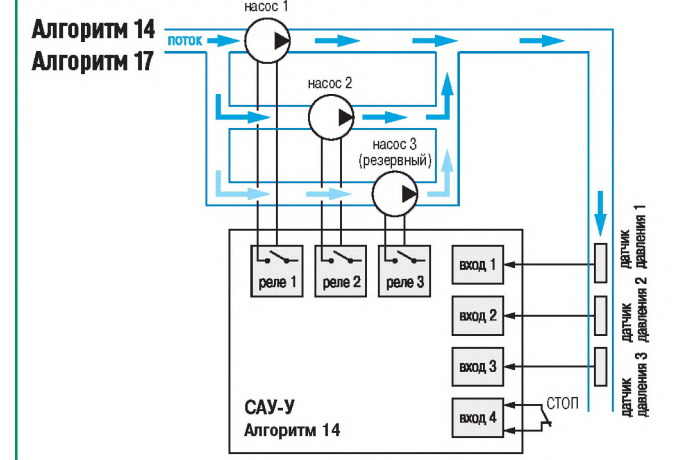 насос 1
Алгоритм 14
поток
Алгоритм 17
насос 2
насос 3
(резервный)
реле 1
реле 2
реле 3
вход 1
вход 2
вход 3
вход 4
СТОП
датчик
давления 1
датчик
давления 2
датчик
давления 3
САУ-У
Алгоритм 14